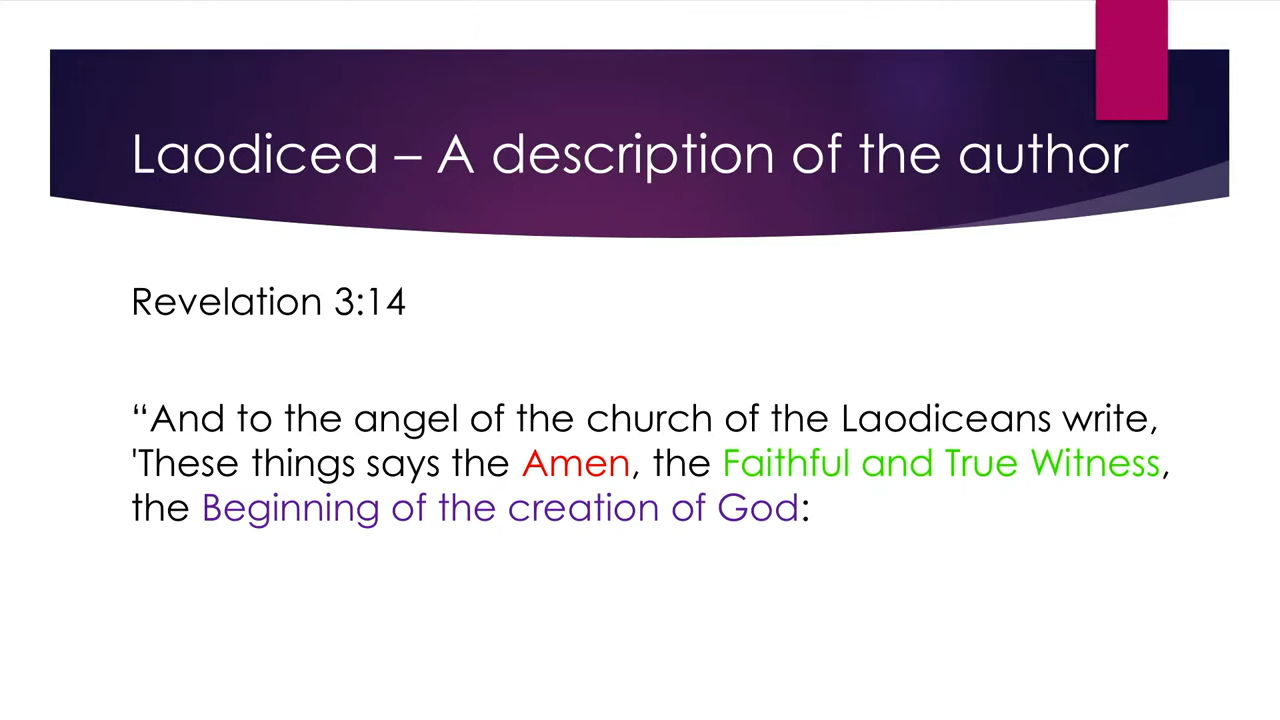 Laodicea – A description of the author
Revelation 3:14
“And to the angel of the church of the Laodiceans write,
'These things says the Amen, the Faithful and True Witness,
the Beginning of the creation of God: